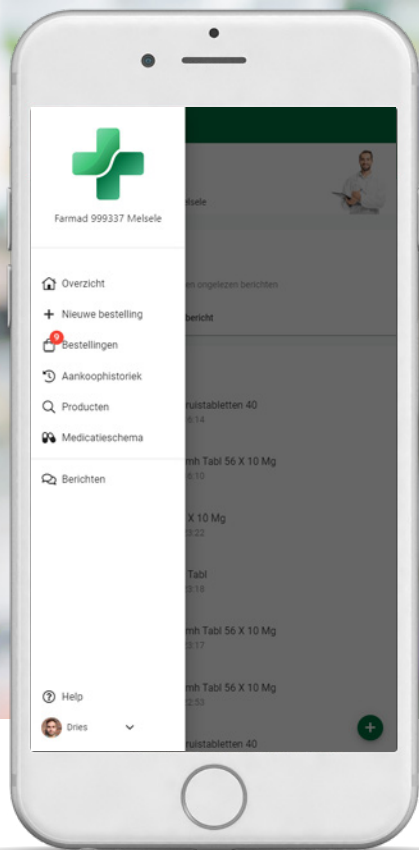 Farmad 999337 Melsele
Overzicht
Nieuwe bestelling
9
Bestellingen
Aankoophistoriek
Producten
Medicatieschema
Berichten
Help
Dries
en ongelezen berichten
bericht
ruistabletten 40
mh Tabl 56 X 10 Mg
X 10 Mg
Tabl
mh Tabl 56 X 10 Mg
mh Tabl 56 X 10 Mg
ruistabletten 40